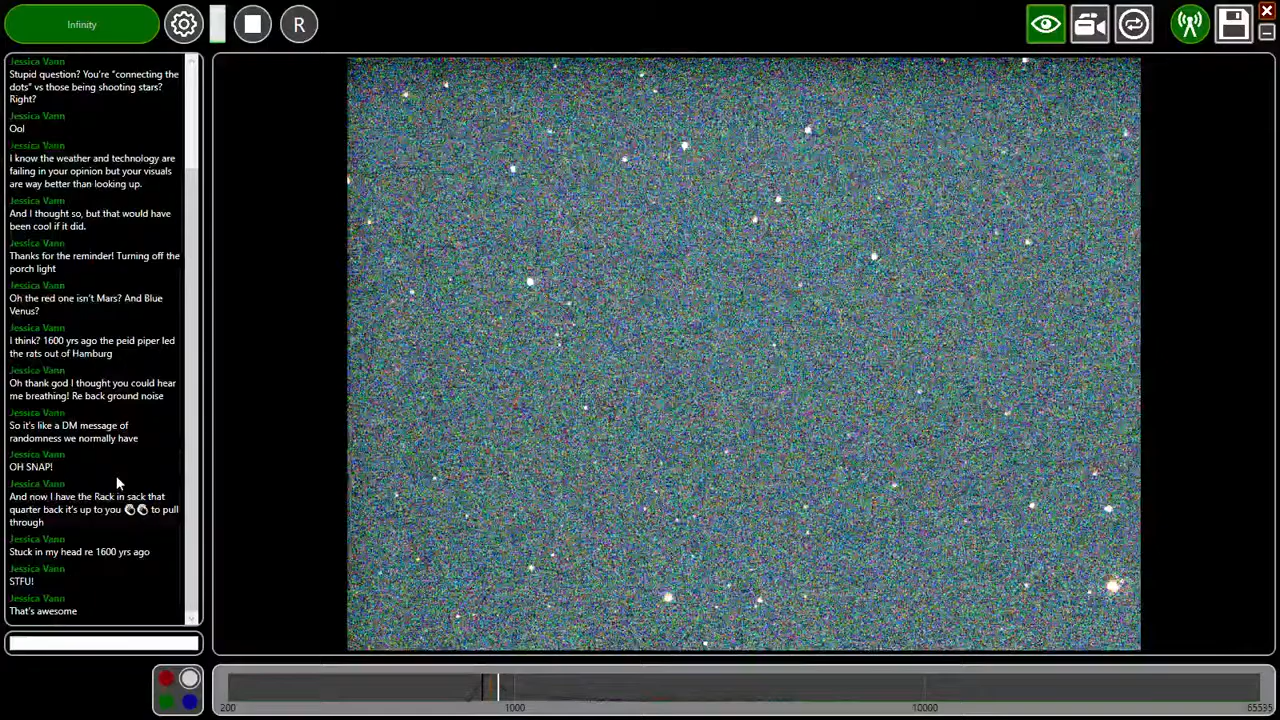 Infinity
R
Jessica Vann
Stupid question? You're "connecting the
dots" vs those being shooting stars?
Right?
Jessica Vann
Ool
Jessica Vann
I know the weather and technology are
failing in your opinion but your visuals
are way better than looking up.
Jessica Vann
And I thought so, but that would have
been cool if it did.
Jessica Vann
Thanks for the reminder! Turning off the
porch light
Jessica Vann
Oh the red one isn't Mars? And Blue
Venus?
Jessica Vann
I think? 1600 yrs ago the peid piper led
the rats out of Hamburg
Jessica Vann
Oh thank god I thought you could hear
me breathing! Re back ground noise
Jessica Vann
So it's like a DM message of
randomness we normally have
Jessica Vann
OH SNAP!
Jessica Vann
And now I have the Rack in sack that
quarter back it's up to you to pull
through
Jessica Vann
Stuck in my head re 1600 yrs ago
Jessica Vann
STFU!
Jessica Vann
That's awesome
200 1000 10000 65535